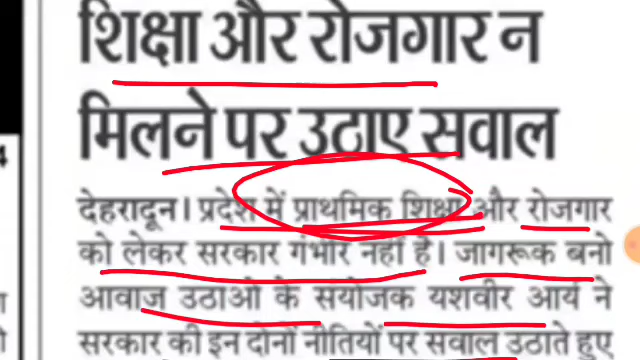 शिक्षा और रोजगार न
मिलने पर उठाए सवाल
देहरादून। प्रदेश में प्राथमिक शिक्षा और रोजगार
को लेकर सरकार गंभीर नहीं है। जागरूक बनो
आवाज उठाओ के संयोजक यशवीर आर्य ने
सरकार की इन दोनों नीतियों पर सवाल उठाते हुए